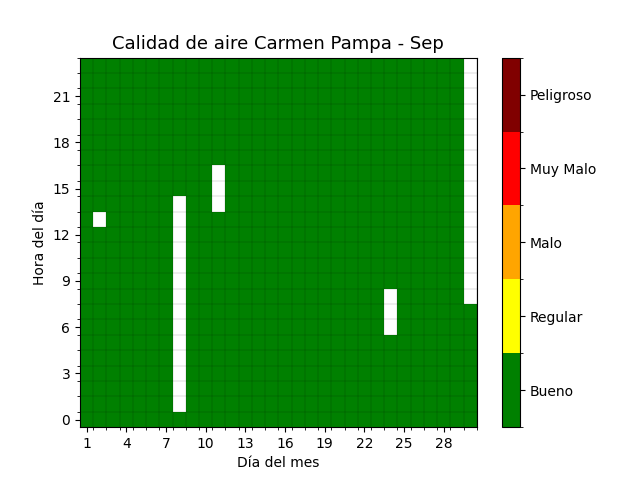 Calidad de aire Carmen Pampa - Sep
Hora del día
21
18
15
12
9
6
3
0
1 4 7 10 13 16 19 22 25 28
Día del mes
Peligroso
Muy Malo
Malo
Regular
Bueno